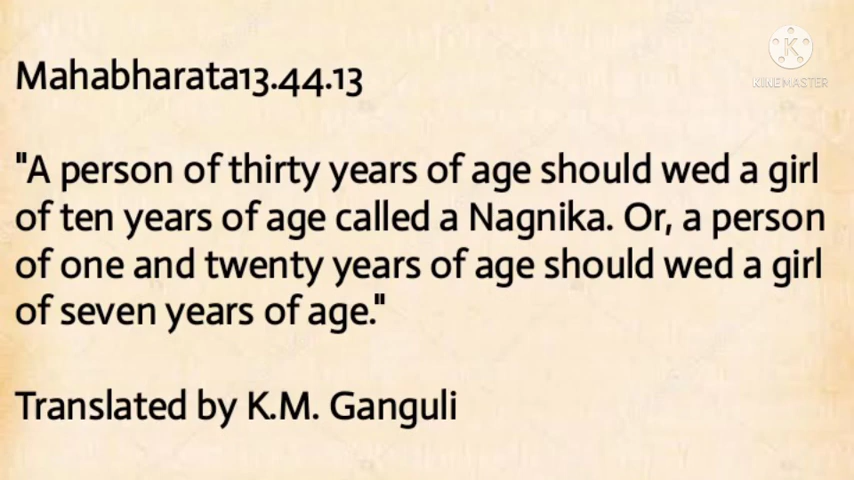 KINEMASTER
Mahabharata13.44.13
"A person of thirty years of age should wed a girl
of ten years of age called a Nagnika. Or, a person
of one and twenty years of age should wed a girl
of seven years of age."
Translated by K.M. Ganguli